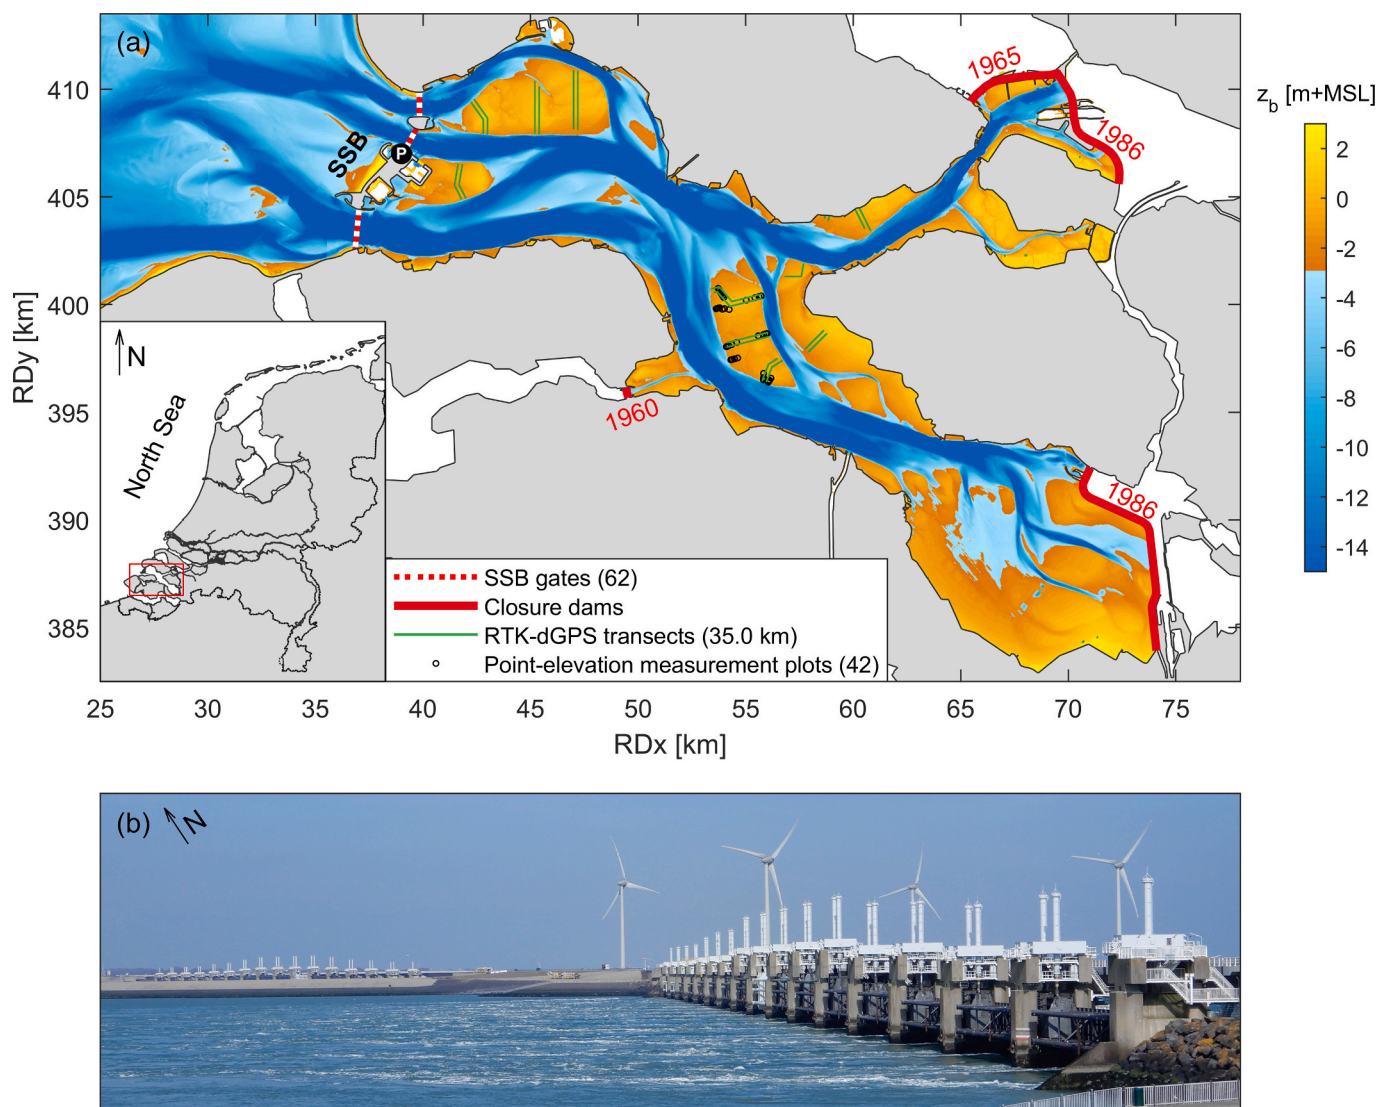 (a)
410
405
400
395
390
385
RDy [km]
25 30 35 40 45 50 55 60 65 70 75
RDx [km]
SSB
P
1965
1986
1960
1986
N
North Sea
SSB gates (62)
Closure dams
RTK-dGPS transects (35.0 km)
Point-elevation measurement plots (42)
z_b [m+MSL]
2
0
-2
-4
-6
-8
-10
-12
-14
(b)
N